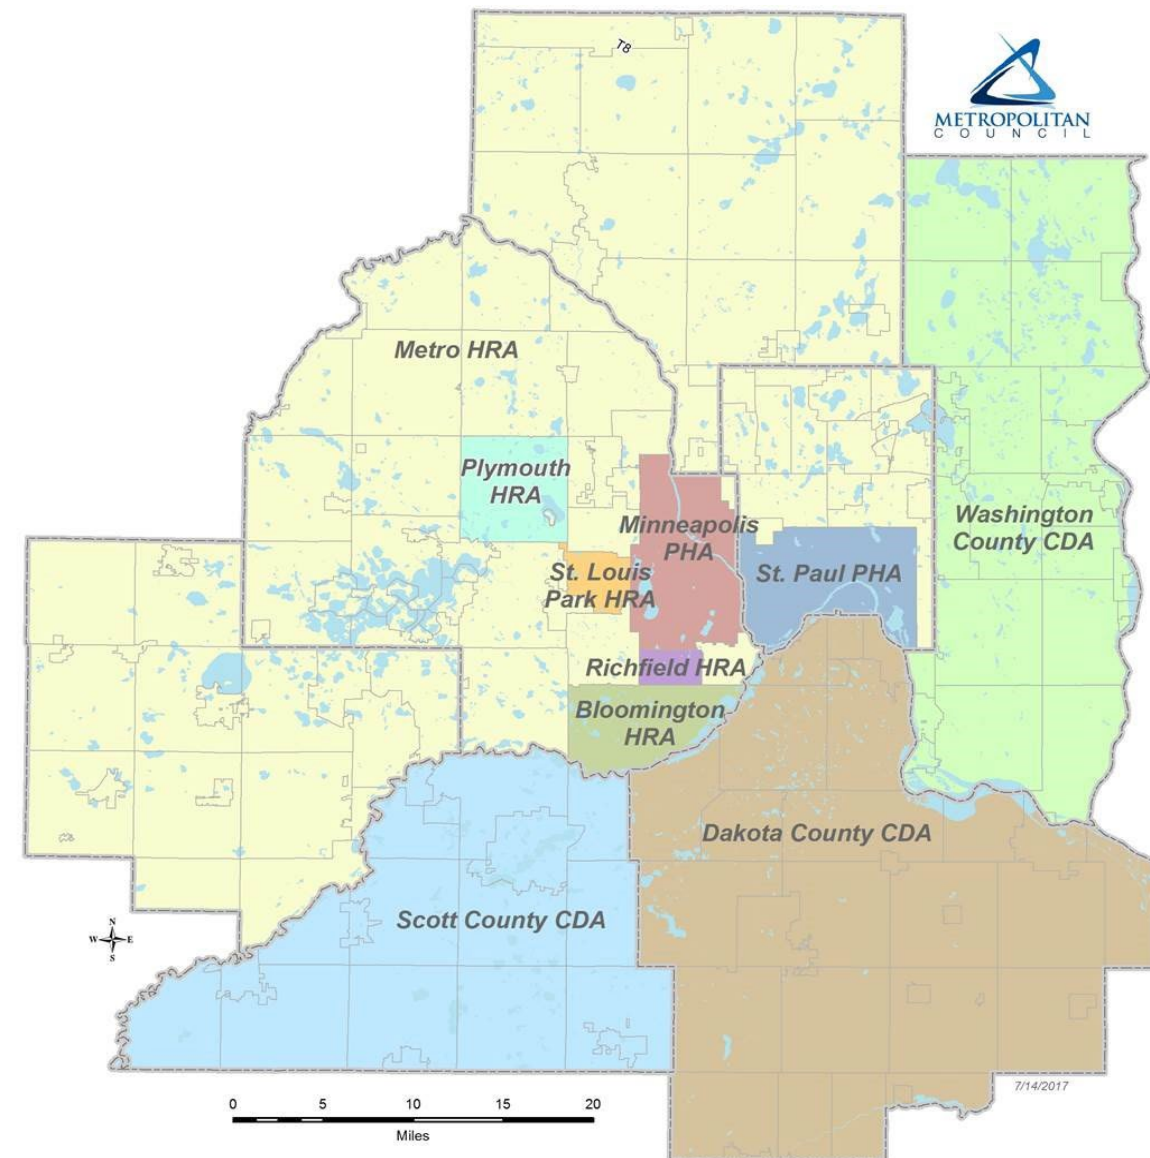 T8
METROPOLITAN
COUNCIL
Metro HRA
Plymouth
HRA
Minneapolis
PHA
Washington
County CDA
St. Louis
Park HRA
St. Paul PHA
Richfield HRA
Bloomington
HRA
Dakota County CDA
Scott County CDA
N
W E
S
7/14/2017
0 5 10 15 20
Miles